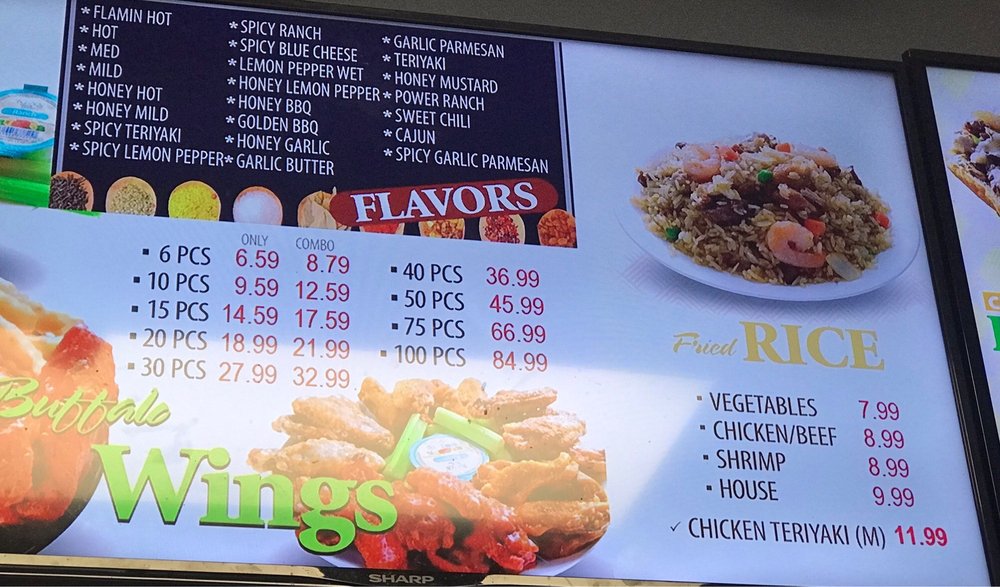 * FLAMIN HOT
* HOT
* MED
* MILD
* HONEY HOT
* HONEY MILD
* SPICY TERIYAKI
* SPICY LEMON PEPPER
* SPICY RANCH
* SPICY BLUE CHEESE
* LEMON PEPPER WET
* HONEY LEMON PEPPER
* HONEY BBQ
* GOLDEN BBQ
* HONEY GARLIC
* GARLIC BUTTER
* GARLIC PARMESAN
* TERIYAKI
* HONEY MUSTARD
* POWER RANCH
* SWEET CHILI
* CAJUN
* SPICY GARLIC PARMESAN
FLAVORS
ONLY COMBO
▪ 6 PCS 6.59 8.79
▪ 10 PCS 9.59 12.59
▪ 15 PCS 14.59 17.59
▪ 20 PCS 18.99 21.99
▪ 30 PCS 27.99 32.99
▪ 40 PCS 36.99
▪ 50 PCS 45.99
▪ 75 PCS 66.99
▪ 100 PCS 84.99
Buffalo
Wings
Fried RICE
▪ VEGETABLES 7.99
▪ CHICKEN/BEEF 8.99
▪ SHRIMP 8.99
▪ HOUSE 9.99
✓ CHICKEN TERIYAKI (M) 11.99
SHARP